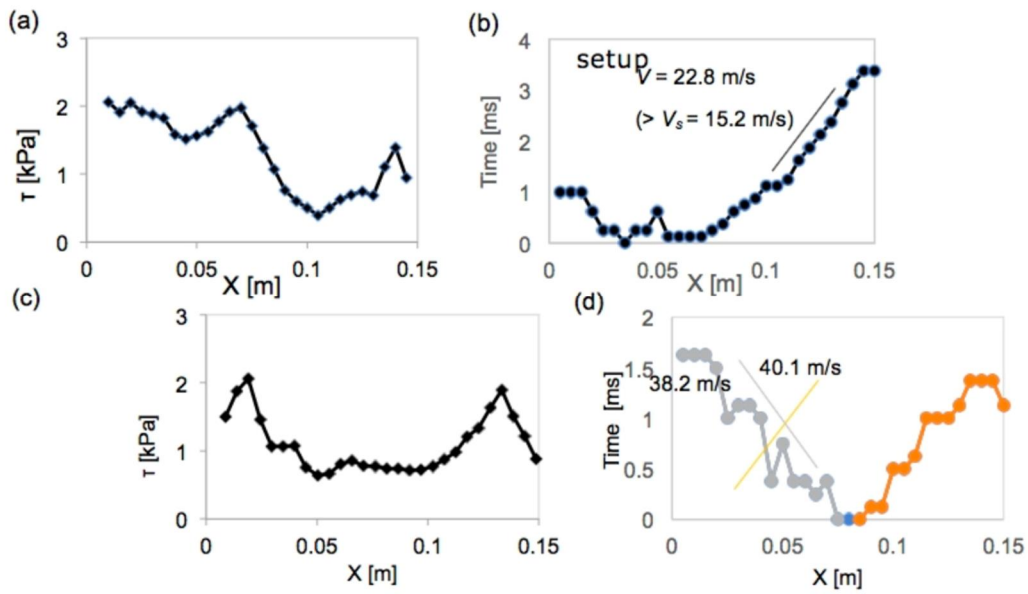 (a)
3
2
1
0
τ [kPa]
0
0.05
0.1
0.15
X [m]
(b)
4
3
2
1
0
Time [ms]
setup
V = 22.8 m/s
(> Vs = 15.2 m/s)
0
0.05
0.1
0.15
X [m]
(c)
3
2
1
0
τ [kPa]
0
0.05
0.1
0.15
X [m]
(d)
2
1.5
1
0.5
0
Time [ms]
38.2 m/s
40.1 m/s
0
0.05
0.1
0.15
X [m]